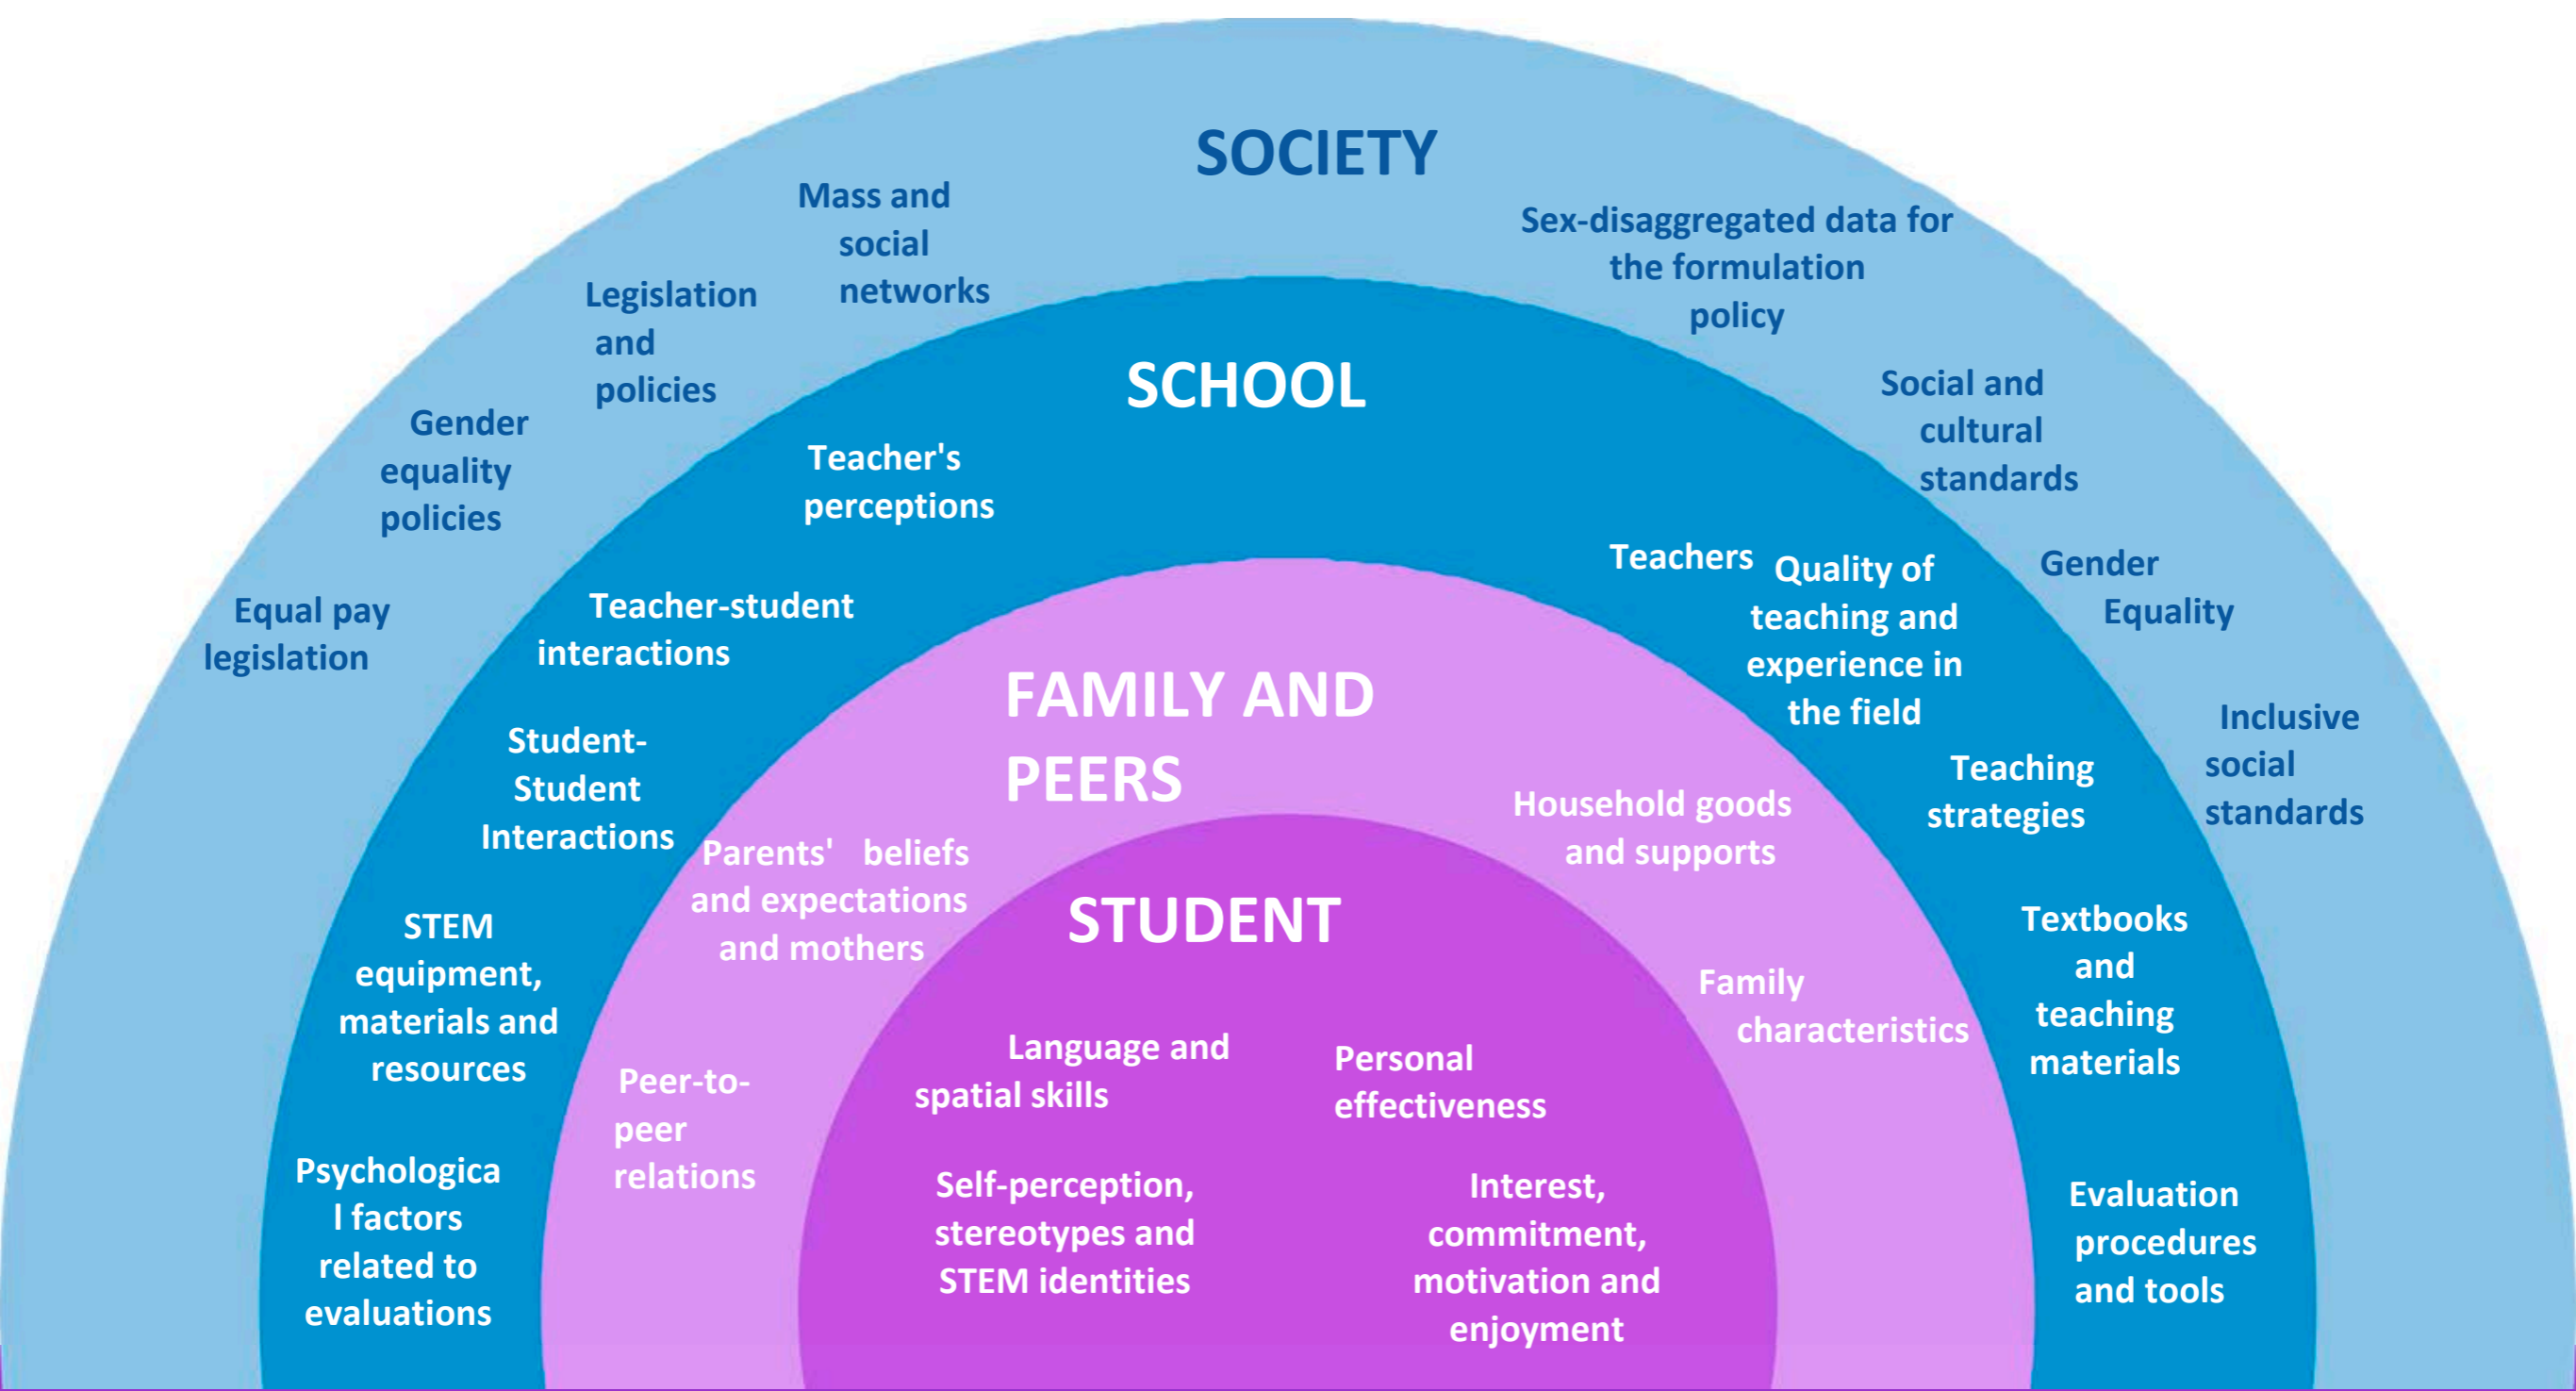 SOCIETY
Mass and
social
networks
Sex-disaggregated data for
the formulation
policy
Legislation
and
policies
Social and
cultural
standards
Gender
equality
policies
Gender
Equality
Equal pay
legislation
Inclusive
social
standards
SCHOOL
Teacher's
perceptions
Teachers
Quality of
teaching and
experience in
the field
Teacher-student
interactions
Student-
Student
Interactions
Teaching
strategies
STEM
equipment,
materials and
resources
Textbooks
and
teaching
materials
Psychologica
l factors
related to
evaluations
Evaluation
procedures
and tools
FAMILY AND
PEERS
Household goods
and supports
Parents' beliefs
and expectations
and mothers
Family
characteristics
Peer-to-
peer
relations
STUDENT
Language and
spatial skills
Personal
effectiveness
Self-perception,
stereotypes and
STEM identities
Interest,
commitment,
motivation and
enjoyment